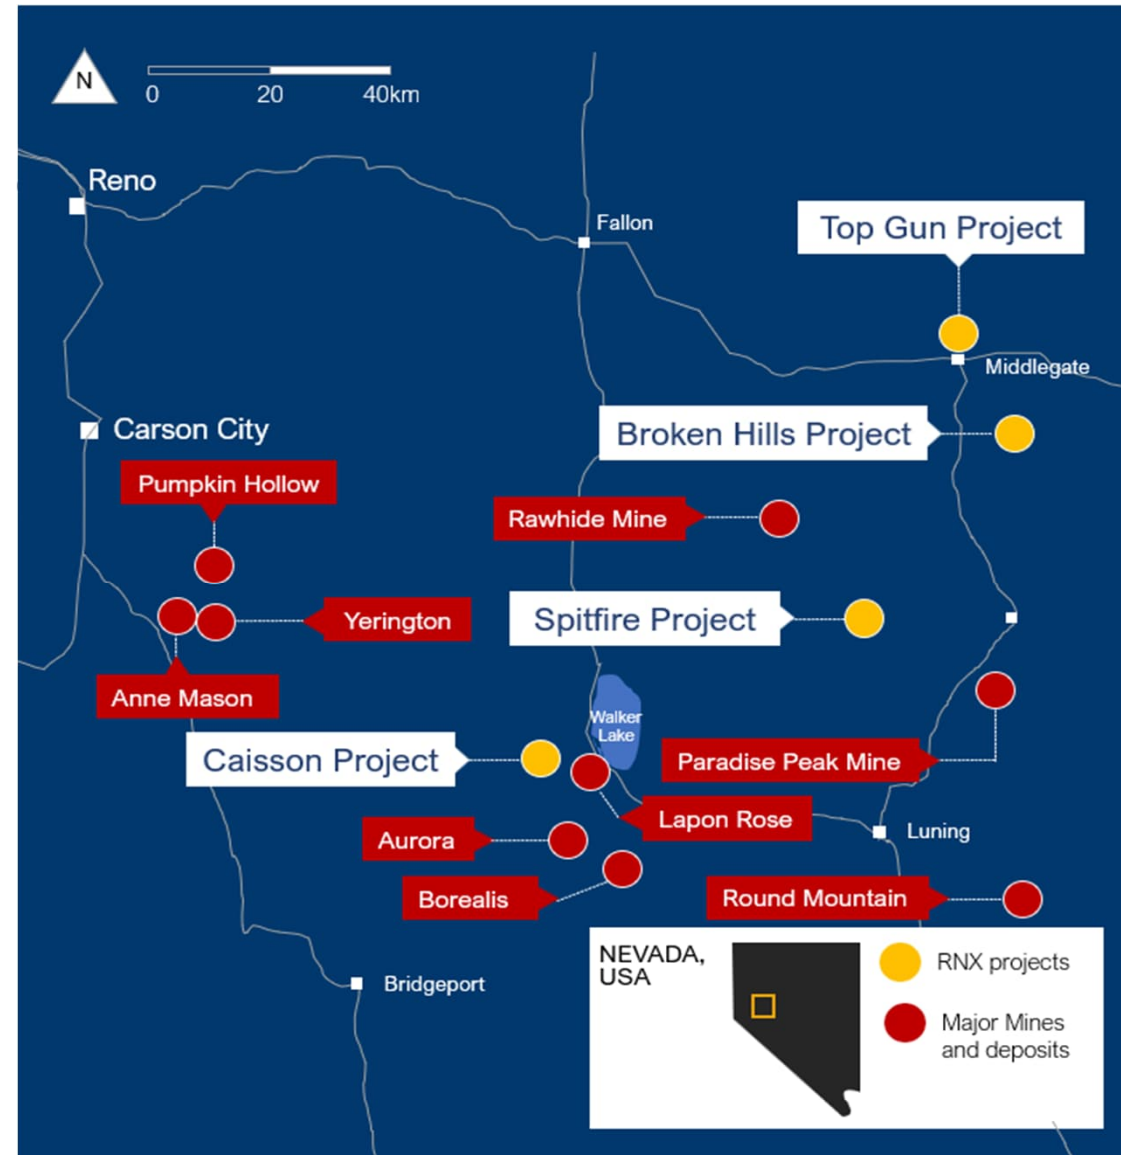 N
0 20 40km
Reno
Fallon
Top Gun Project
Middlegate
Carson City
Broken Hills Project
Pumpkin Hollow
Rawhide Mine
Yerington
Spitfire Project
Anne Mason
Walker
Lake
Caisson Project
Paradise Peak Mine
Lapon Rose
Aurora
Luning
Borealis
Round Mountain
NEVADA,
USA
RNX projects
Major Mines
and deposits
Bridgeport